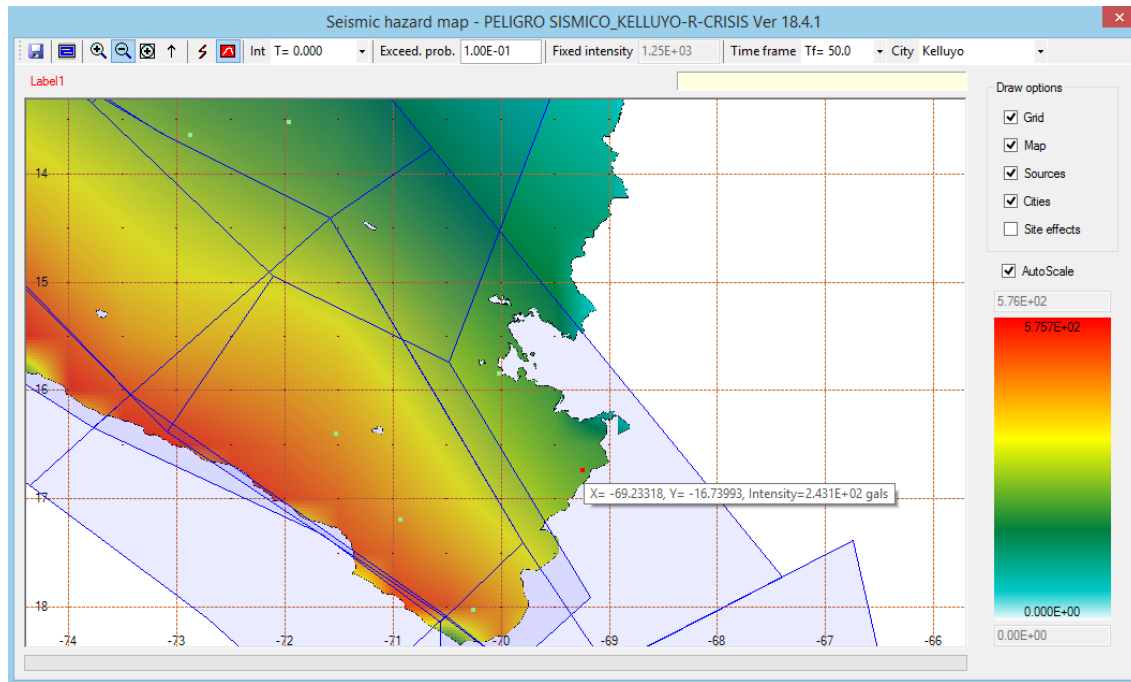 Seismic hazard map - PELIGRO SISMICO_KELLUYO-R-CRISIS Ver 18.4.1
Int T= 0.000 Exceed. prob. 1.00E-01 Fixed intensity 1.25E+03 Time frame Tf= 50.0 City Kelluyo
Label1
Draw options
Grid
Map
Sources
Cities
Site effects
AutoScale
5.76E+02
5.757E+02
0.000E+00
0.00E+00
-14
-15
-16
-17
-18
X= -69.23318, Y= -16.73993, Intensity=2.431E+02 gals
-74 -73 -72 -71 -70 -69 -68 -67 -66